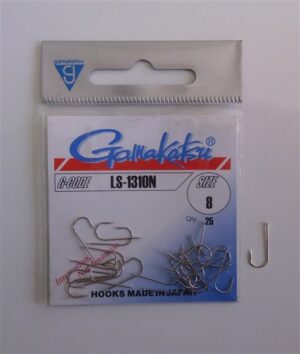 gamakatsu
Gamakatsu®
G-CODE LS-1310N SIZE
8
Qty. 25
HOOKS MADE IN JAPAN